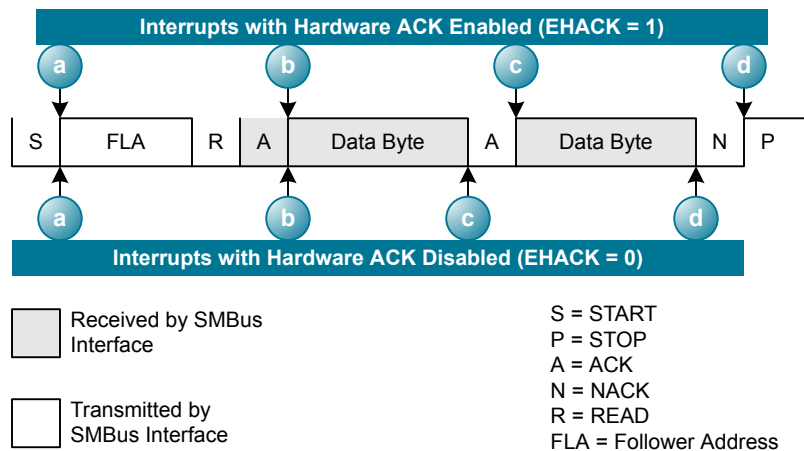 Interrupts with Hardware ACK Enabled (EHACK = 1)
a b c d
S FLA R A Data Byte A Data Byte N P
a b c d
Interrupts with Hardware ACK Disabled (EHACK = 0)
Received by SMBus
Interface
Transmitted by
SMBus Interface
S = START
P = STOP
A = ACK
N = NACK
R = READ
FLA = Follower Address